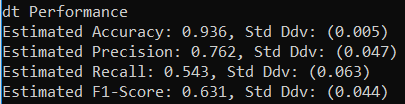 dt Performance
Estimated Accuracy: 0.936, Std Ddv: (0.005)
Estimated Precision: 0.762, Std Ddv: (0.047)
Estimated Recall: 0.543, Std Ddv: (0.063)
Estimated F1-Score: 0.631, Std Ddv: (0.044)